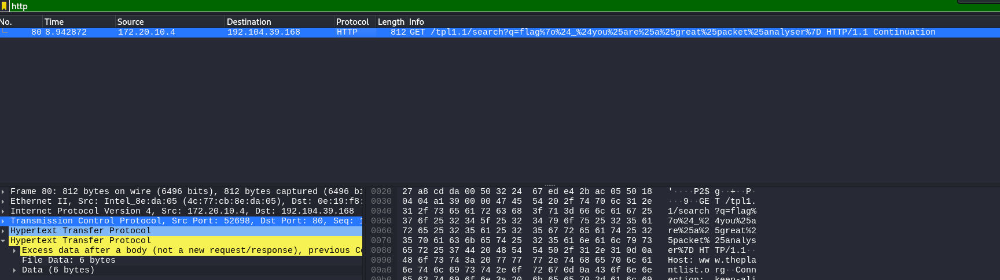 http
No. Time Source Destination Protocol Length Info
80 8.942872 172.20.10.4 192.104.39.168 HTTP 812 GET /tpl1.1/search?q=flag%7o%24_%24you%25are%25a%25great%25packet%25analyser%7D HTTP/1.1 Continuation
Frame 80: 812 bytes on wire (6496 bits), 812 bytes captured (6496 bi
Ethernet II, Src: Intel_8e:da:05 (4c:77:cb:8e:da:05), Dst: 0e:19:f8:
Internet Protocol Version 4, Src: 172.20.10.4, Dst: 192.104.39.168
Transmission Control Protocol, Src Port: 52698, Dst Port: 80, Seq: 1
Hypertext Transfer Protocol
Hypertext Transfer Protocol
Excess data after a body (not a new request/response), previous Co
File Data: 6 bytes
Data (6 bytes)
0020 27 a8 cd da 00 50 32 24 67 ed e4 2b ac 05 50 18 '····P2$ g··+··P·
0030 04 04 a1 39 00 00 47 45 54 20 2f 74 70 6c 31 2e ···9··GE T /tpl1.
0040 31 2f 73 65 61 72 63 68 3f 71 3d 66 6c 61 67 25 1/search ?q=flag%
0050 37 6f 25 32 34 5f 25 32 34 79 6f 75 25 32 35 61 7o%24_%2 4you%25a
0060 72 65 25 32 35 61 25 32 35 67 72 65 61 74 25 32 re%25a%2 5great%2
0070 35 70 61 63 6b 65 74 25 32 35 61 6e 61 6c 79 73 5packet% 25analys
0080 65 72 25 37 44 20 48 54 54 50 2f 31 2e 31 0d 0a er%7D HT TP/1.1··
0090 48 6f 73 74 3a 20 77 77 77 2e 74 68 65 70 6c 61 Host: ww w.thepla
00a0 6e 74 6c 69 73 74 2e 6f 72 67 0d 0a 43 6f 6e 6e ntlist.o rg··Conn
00b0 65 63 74 69 6f 6e 3a 20 6b 65 65 70 2d 61 6c 69 ection: keep-ali